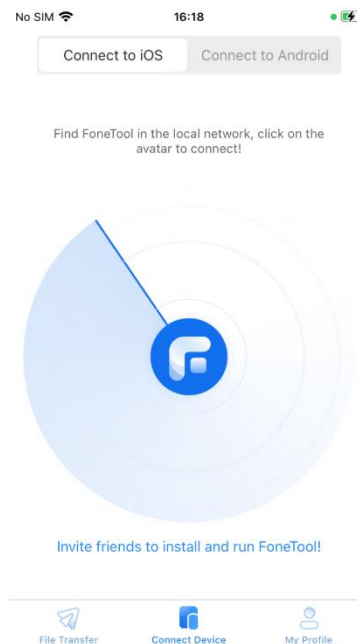 No SIM 16:18
Connect to iOS Connect to Android
Find FoneTool in the local network, click on the
avatar to connect!
Invite friends to install and run FoneTool!
File Transfer Connect Device My Profile